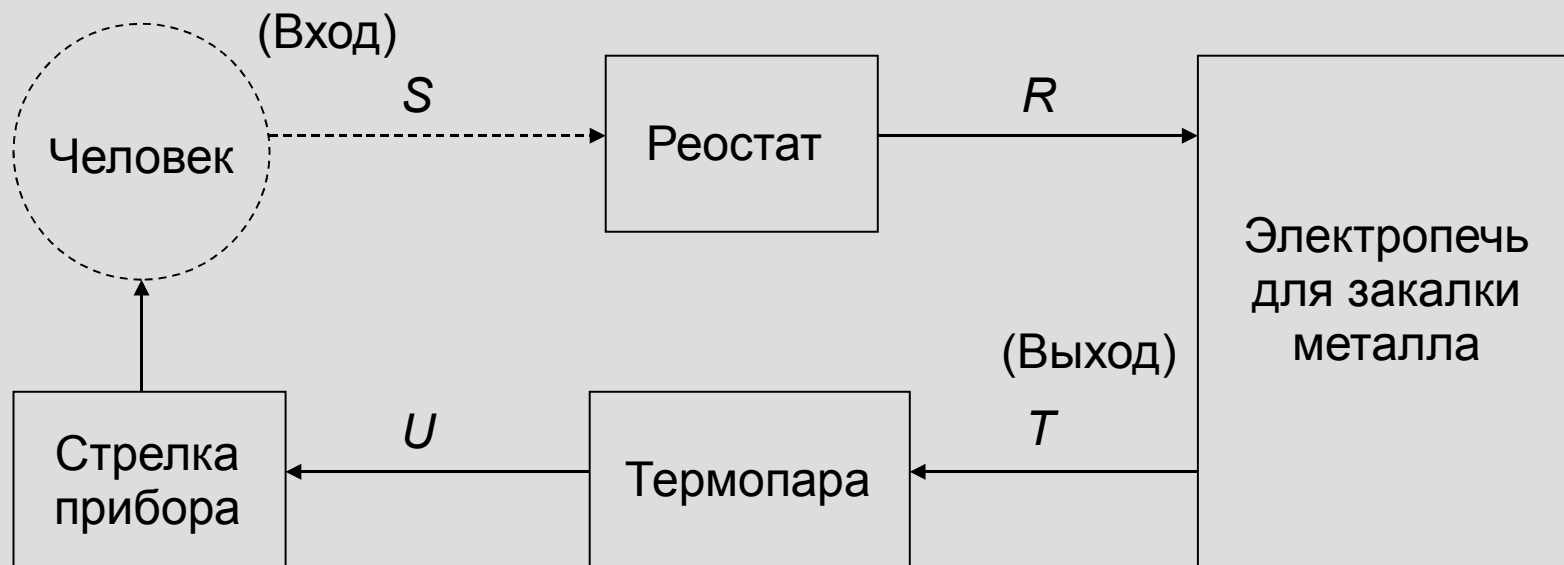 (Вход)
S
R
Человек
Реостат
Электропечь
для закалки
металла
(Выход)
T
U
Стрелка
прибора
Термопара